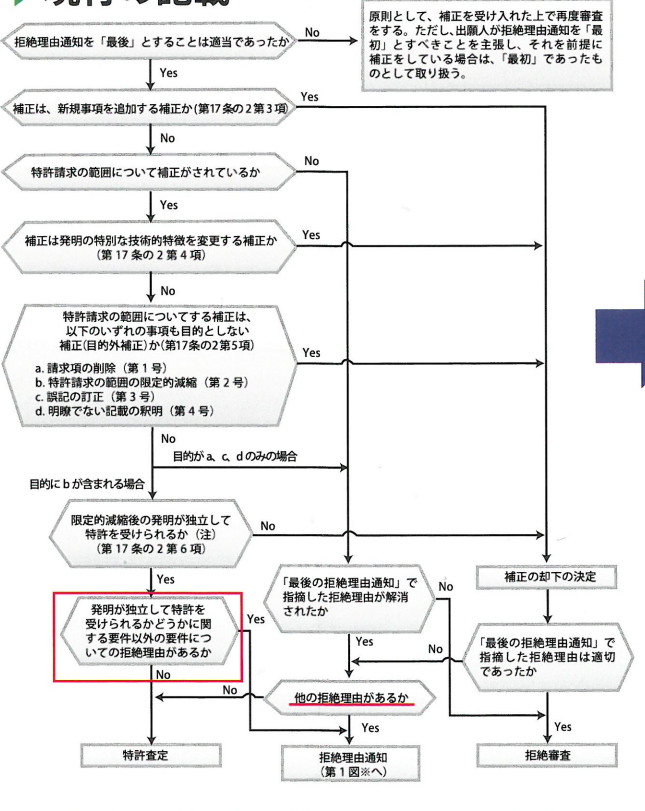 拒絶理由通知を「最後」とすることは適当であったか
No
原則として、補正を受け入れた上で再度審査
をする。ただし、出願人が拒絶理由通知を「最
初」とすべきことを主張し、それを前提に
補正をしている場合は、「最初」であったも
のとして取り扱う。
Yes
補正は、新規事項を追加する補正か(第17条の2第3項)
Yes
No
特許請求の範囲について補正がされているか
No
Yes
補正は発明の特別な技術的特徴を変更する補正か
(第17条の2第4項)
Yes
No
特許請求の範囲についてする補正は、
以下のいずれの事項も目的としない
補正(目的外補正)か(第17条の2第5項)
a. 請求項の削除(第1号)
b. 特許請求の範囲の限定的減縮(第2号)
c. 誤記の訂正(第3号)
d. 明瞭でない記載の釈明(第4号)
Yes
No
目的が a、c、d のみの場合
目的に b が含まれる場合
限定的減縮後の発明が独立して
特許を受けられるか(注)
(第17条の2第6項)
No
Yes
発明が独立して特許を
受けられるかどうかに関
する要件以外の要件につ
いての拒絶理由があるか
Yes
No
「最後の拒絶理由通知」で
指摘した拒絶理由が解消
されたか
No
Yes
補正の却下の決定
「最後の拒絶理由通知」で
指摘した拒絶理由は適切
であったか
No
Yes
他の拒絶理由があるか
No
Yes
特許査定
拒絶理由通知
(第1図※へ)
拒絶審査